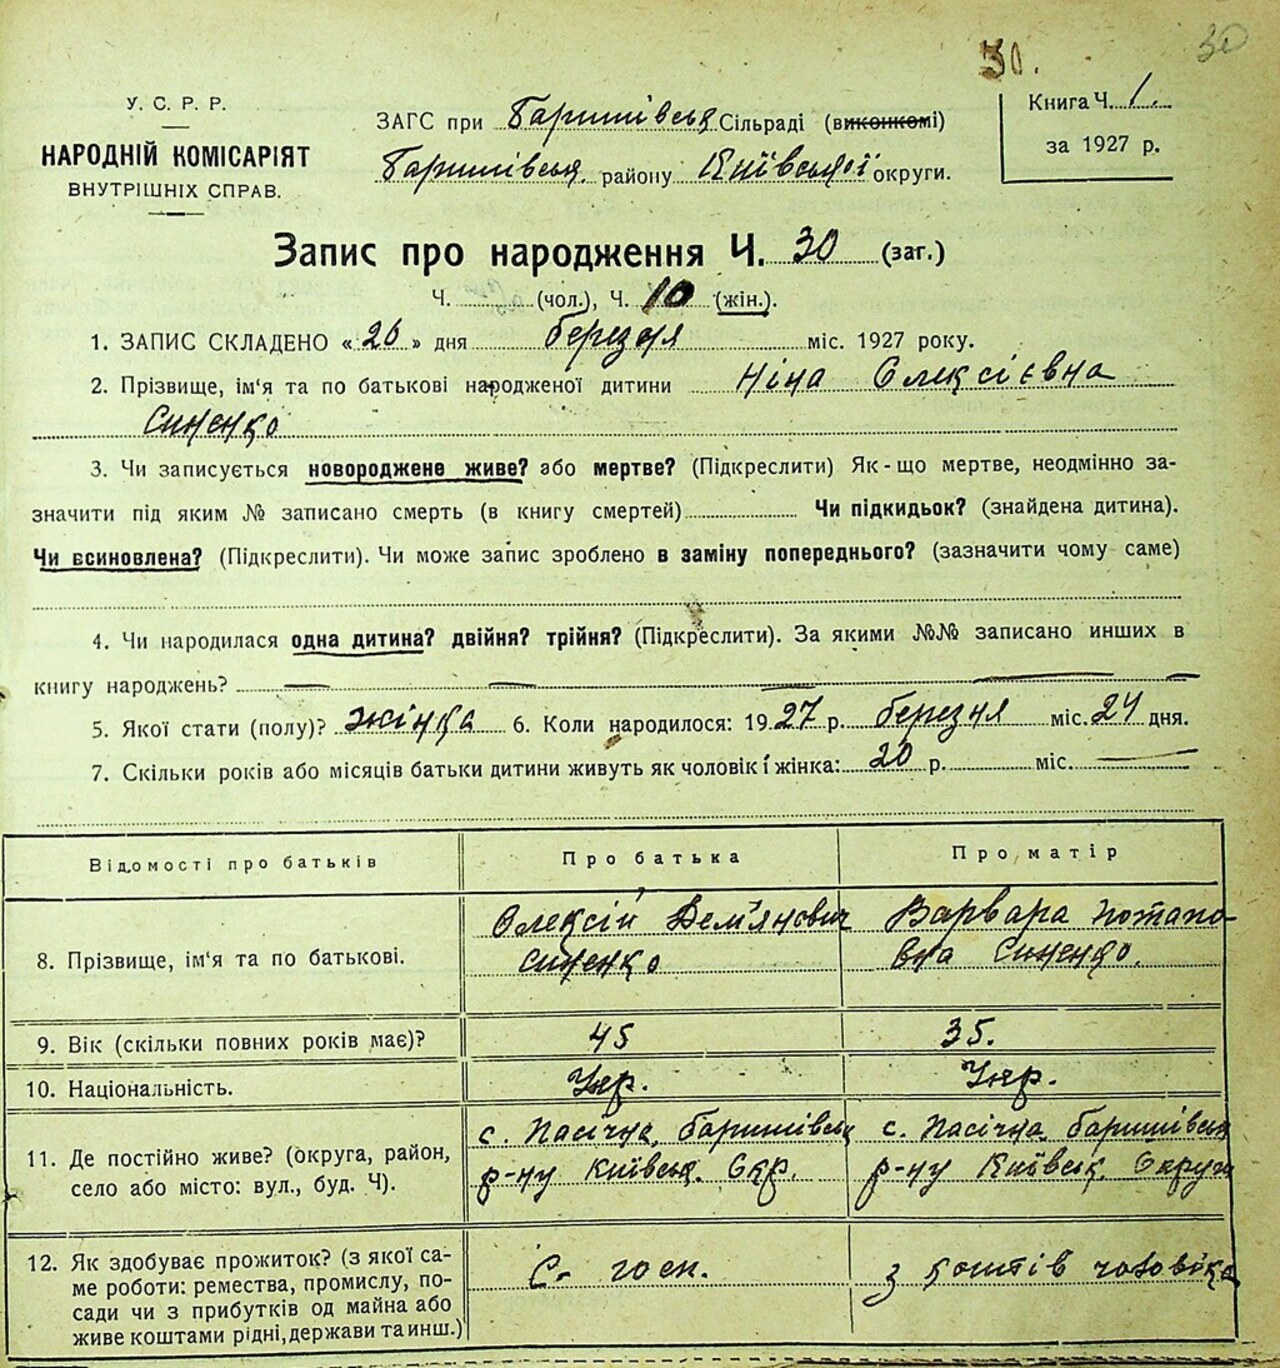 30
30.
У. С. Р. Р.
НАРОДНІЙ КОМІСАРІЯТ
ВНУТРІШНІХ СПРАВ.
ЗАГС при Баришівськ Сільраді (виконкомі)
Баришівськ. району Київської округи.
Книга Ч. 1.
за 1927 р.
Запис про народження Ч. 30 (заг.)
Ч. (чол.), Ч. 10 (жін.).
1. ЗАПИС СКЛАДЕНО « 26 » дня березня міс. 1927 року.
2. Прізвище, ім'я та по батькові народженої дитини Ніна Олексієвна
Синенко
3. Чи записується новороджене живе? або мертве? (Підкреслити) Як-що мертве, неодмінно за-
значити під яким № записано смерть (в книгу смертей) Чи підкидьок? (знайдена дитина).
Чи всиновлена? (Підкреслити). Чи може запис зроблено в заміну попереднього? (зазначити чому саме)
4. Чи народилася одна дитина? двійня? трійня? (Підкреслити). За якими №№ записано инших в
книгу народжень?
5. Якої стати (полу)? жінка 6. Коли народилося: 1927 р. березня міс. 24 дня.
7. Скільки років або місяців батьки дитини живуть як чоловік і жінка: 20 р. міс.
Відомості про батьків Про батька Про матір
8. Прізвище, ім'я та по батькові. Олексій Дем'янович Синенко Варвара Потаповна Синенко.
9. Вік (скільки повних років має)? 45 35.
10. Національність. Укр. Укр.
11. Де постійно живе? (округа, район, с. Пасічна, Баришівськ с. Пасічна Баришівськ
село або місто: вул., буд. Ч). р-ну Київськ. Окр. р-ну Київськ. Округи
12. Як здобуває прожиток? (з якої са-
ме роботи: ремества, промислу, по- С-госп. з коштів чоловіка
сади чи з прибутків од майна або
живе коштами рідні, держави та инш.)